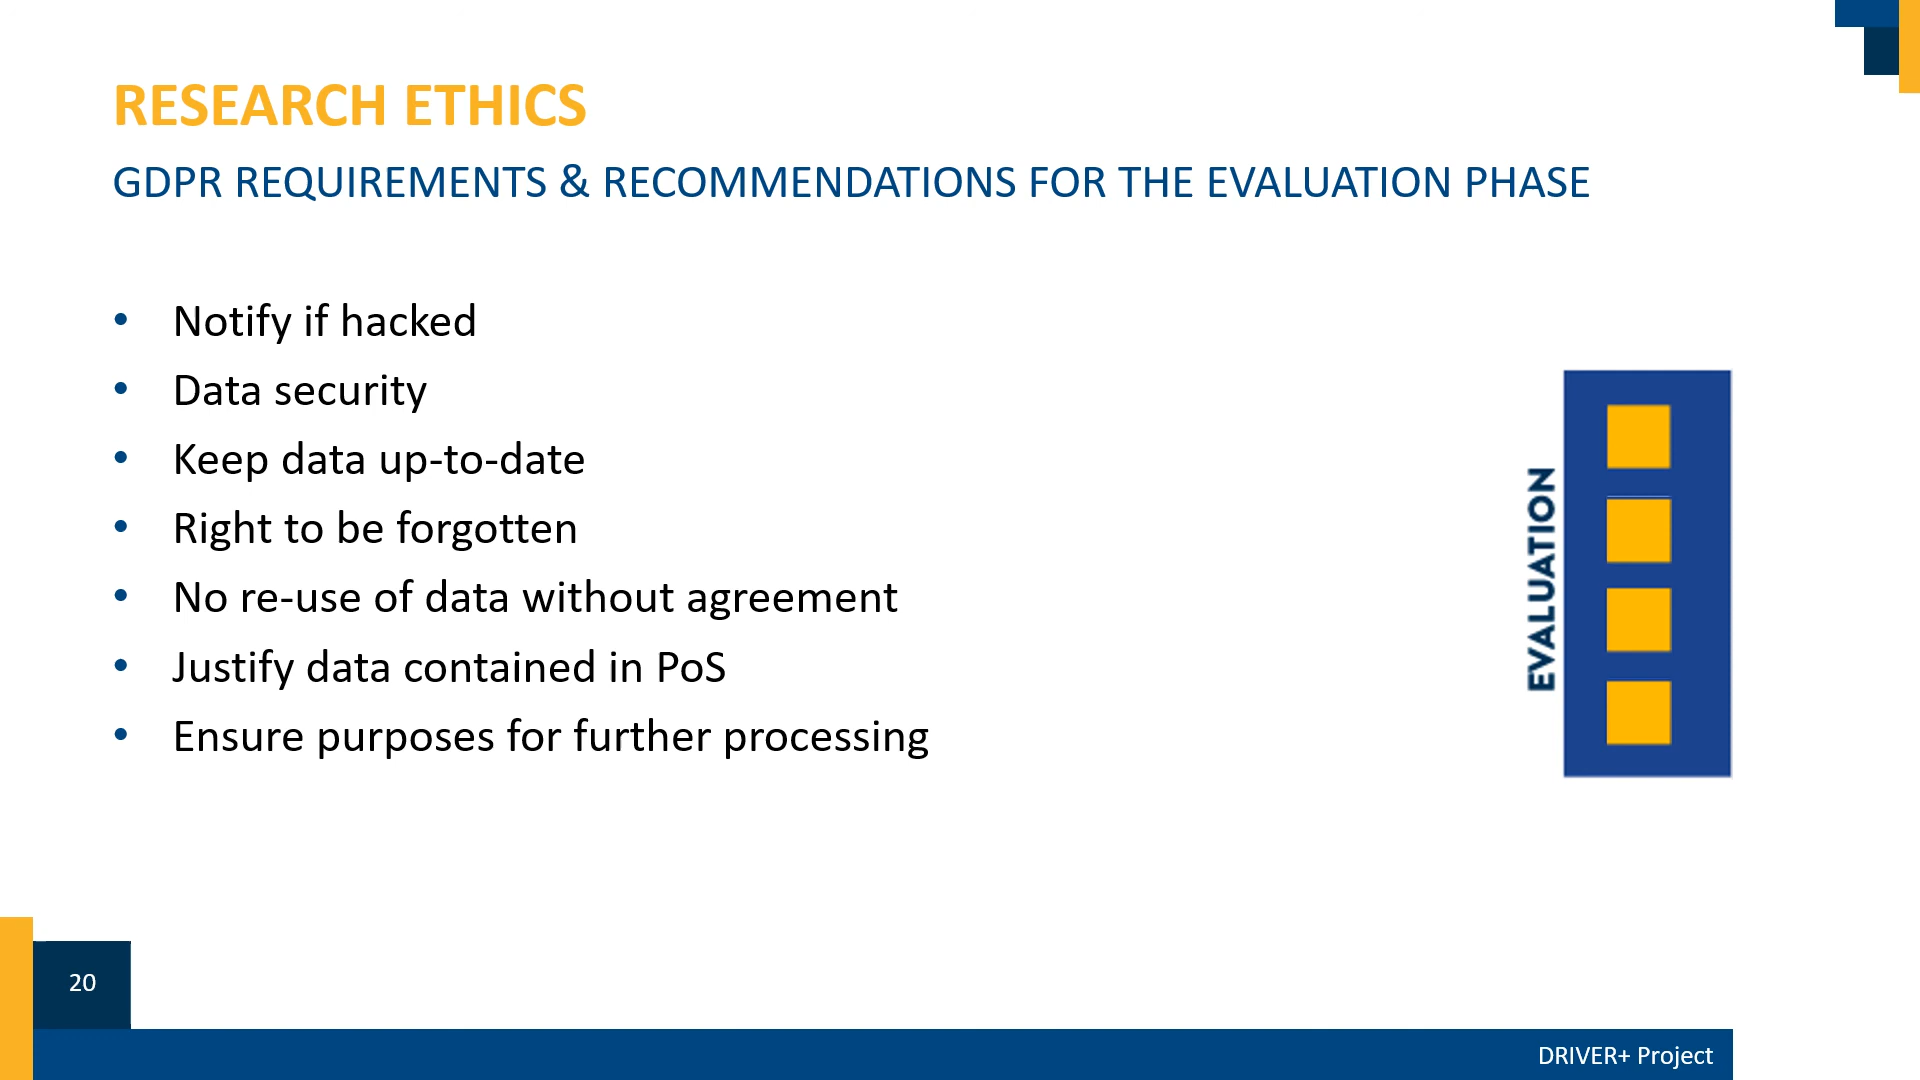 RESEARCH ETHICS
GDPR REQUIREMENTS & RECOMMENDATIONS FOR THE EVALUATION PHASE
• Notify if hacked
• Data security
• Keep data up-to-date
• Right to be forgotten
• No re-use of data without agreement
• Justify data contained in PoS
• Ensure purposes for further processing
EVALUATION
20
DRIVER+ Project